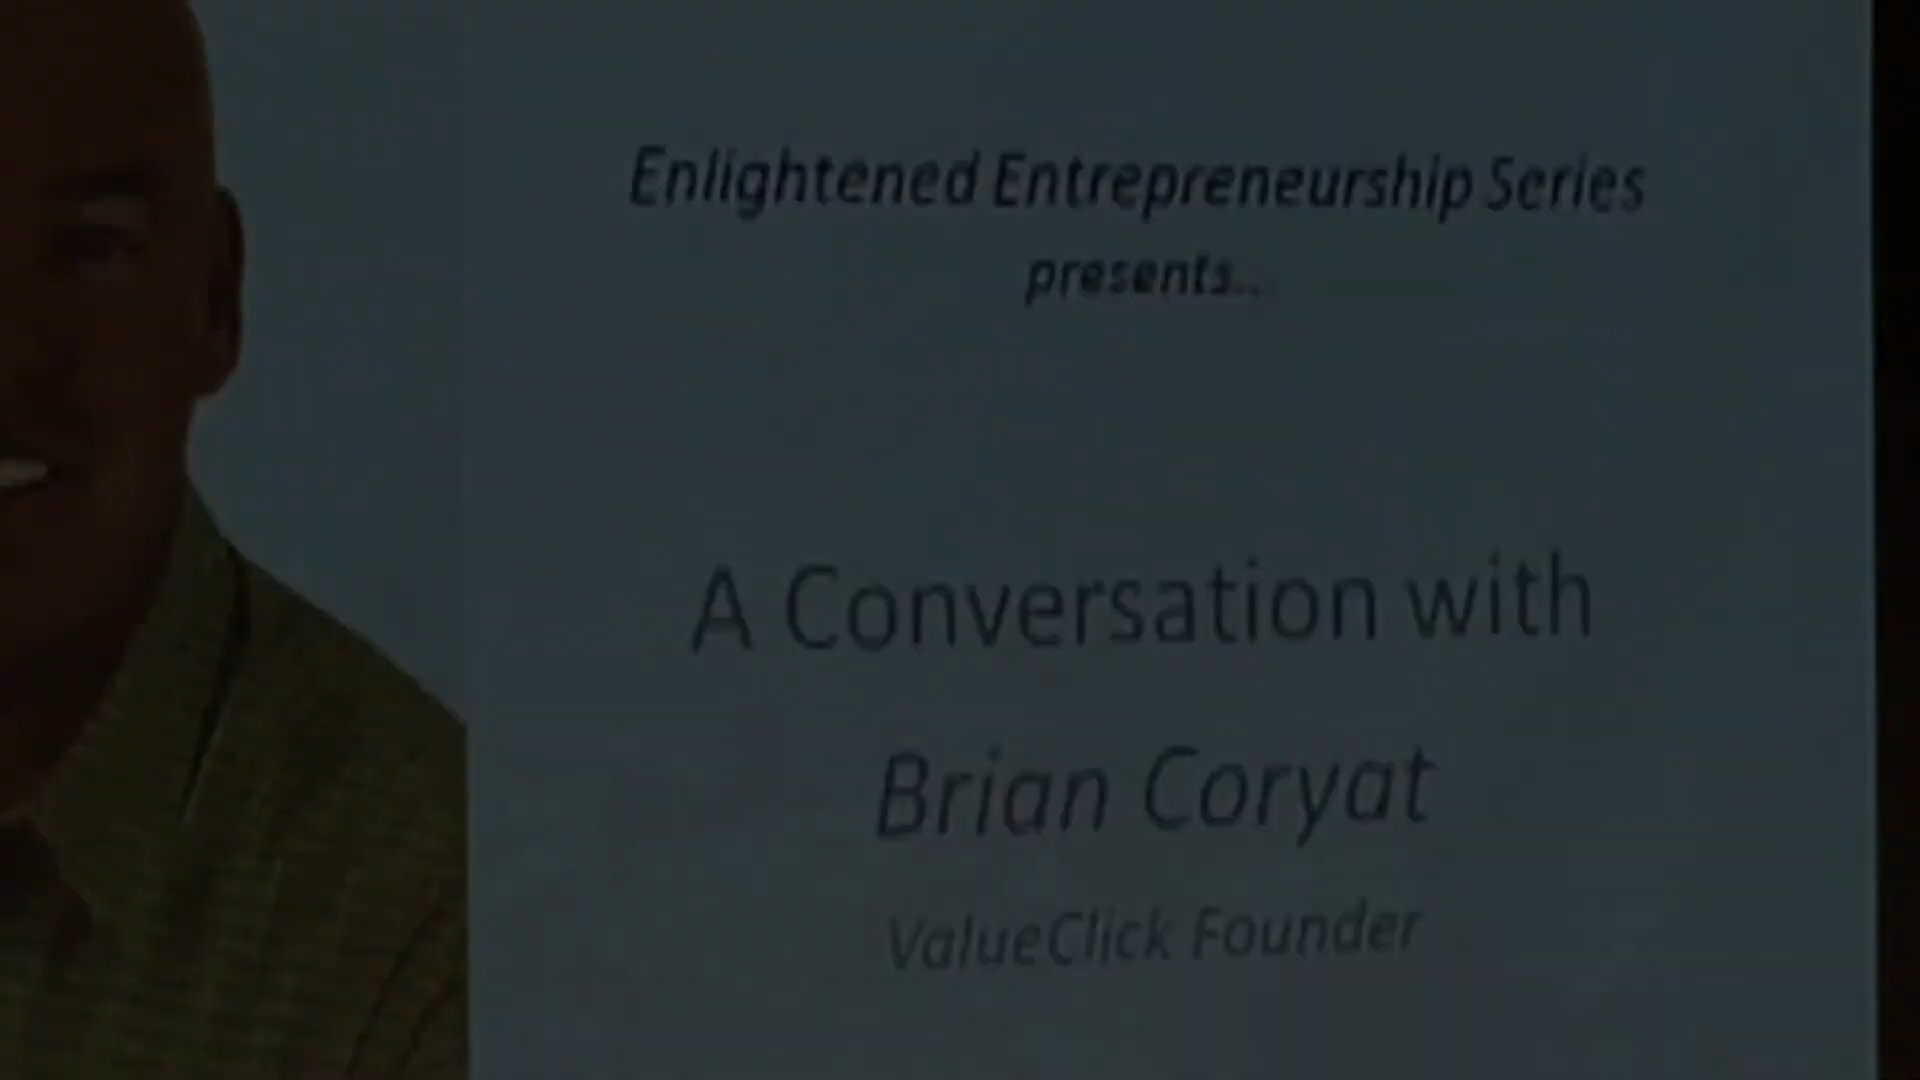 Enlightened Entrepreneurship Series
presents...
A Conversation with
Brian Coryat
ValueClick Founder